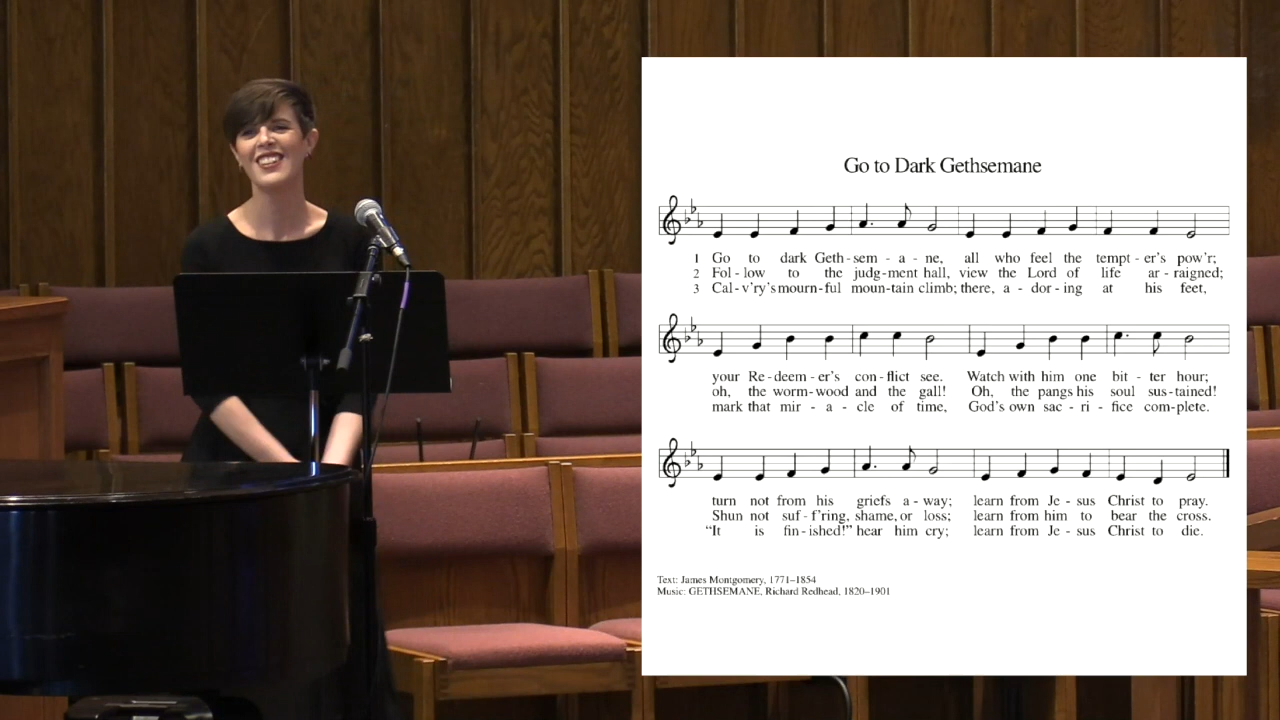 Go to Dark Gethsemane
1 Go to dark Geth - sem - a - ne, all who feel the tempt - er's pow'r;
2 Fol - low to the judg - ment hall, view the Lord of life ar - raigned;
3 Cal - v'ry's mourn - ful moun - tain climb; there, a - dor - ing at his feet,
your Re - deem - er's con - flict see. Watch with him one bit - ter hour;
oh, the worm - wood and the gall! Oh, the pangs his soul sus - tained!
mark that mir - a - cle of time, God's own sac - ri - fice com - plete.
turn not from his griefs a - way; learn from Je - sus Christ to pray.
Shun not suf - f'ring, shame, or loss; learn from him to bear the cross.
“It is fin - ished!” hear him cry; learn from Je - sus Christ to die.
Text: James Montgomery, 1771–1854
Music: GETHSEMANE, Richard Redhead, 1820–1901